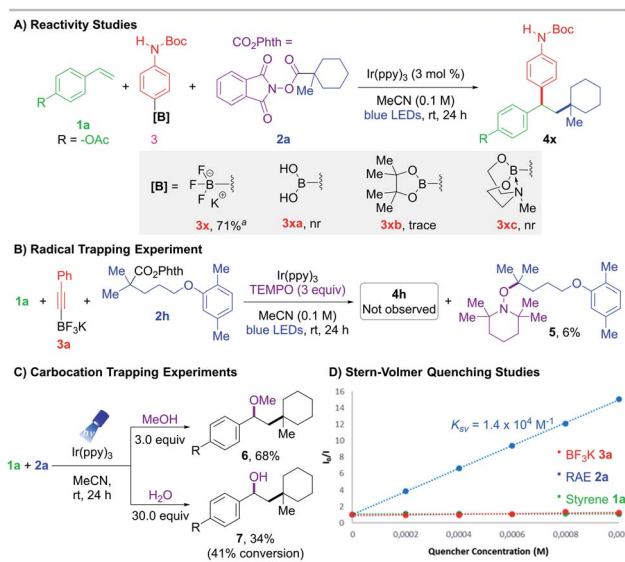 A) Reactivity Studies
H
N
Boc
CO₂Phth =
R
1a
R = -OAc
+
[B]
3
+
O
N
O
O
O
Me
2a
Ir(ppy)₃ (3 mol %)
MeCN (0.1 M)
blue LEDs, rt, 24 h
H
N
Boc
Me
R
4x
[B] =
F
F
F
B
K
3x, 71%ᵃ
HO
HO
B
3xa, nr
Me
Me
Me
Me
O
O
B
3xb, trace
O
O
B
N
Me
3xc, nr
B) Radical Trapping Experiment
1a
+
Ph
BF₃K
3a
+
Me
CO₂Phth
Me
O
Me
Me
2h
Ir(ppy)₃
TEMPO (3 equiv)
MeCN (0.1 M)
blue LEDs, rt, 24 h
4h
Not observed
+
Me
Me
O
N
Me
Me
Me
Me
O
Me
Me
5, 6%
C) Carbocation Trapping Experiments
1a + 2a
Ir(ppy)₃
MeCN,
rt, 24 h
MeOH
3.0 equiv
OMe
Me
R
6, 68%
H₂O
30.0 equiv
OH
Me
R
7, 34%
(41% conversion)
D) Stern-Volmer Quenching Studies
16
14
12
10
8
6
4
2
0
I₀/I
K_sv = 1.4 x 10⁴ M⁻¹
BF₃K 3a
RAE 2a
Styrene 1a
0 0,0002 0,0004 0,0006 0,0008 0,00
Quencher Concentration (M)